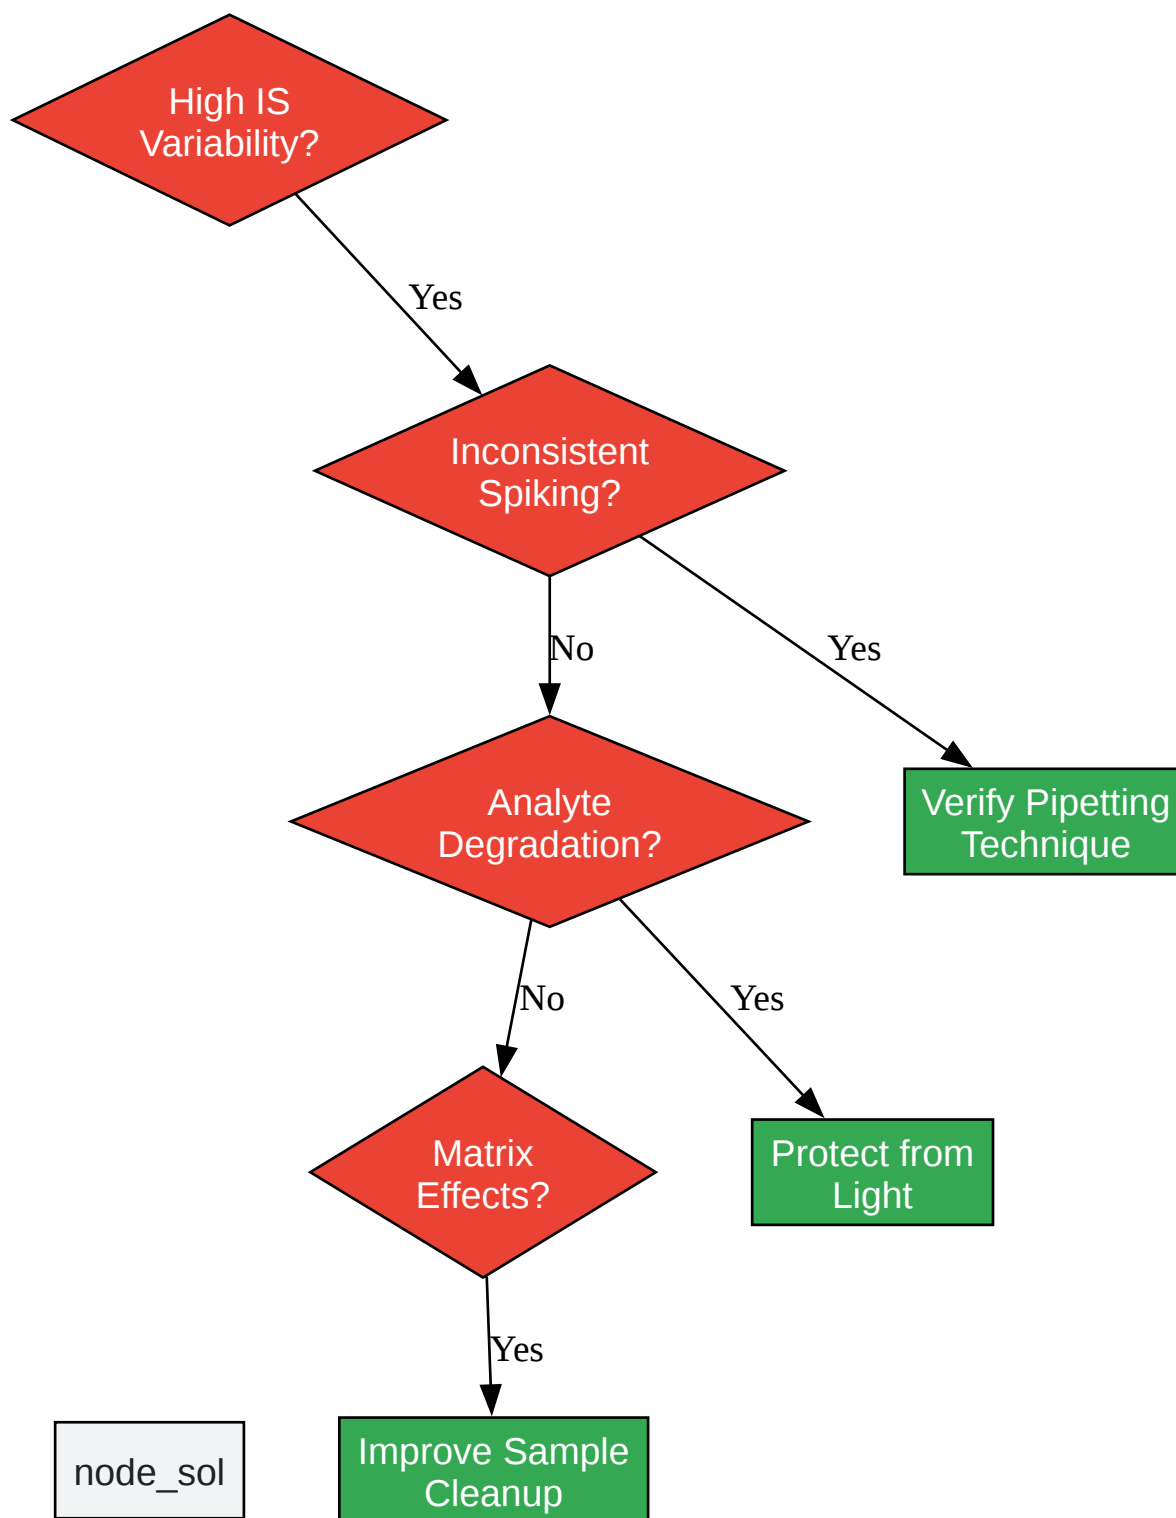 High IS
Variability?
Yes
Inconsistent
Spiking?
No
Yes
Analyte
Degradation?
Verify Pipetting
Technique
No
Yes
Matrix
Effects?
Protect from
Light
Yes
node_sol
Improve Sample
Cleanup